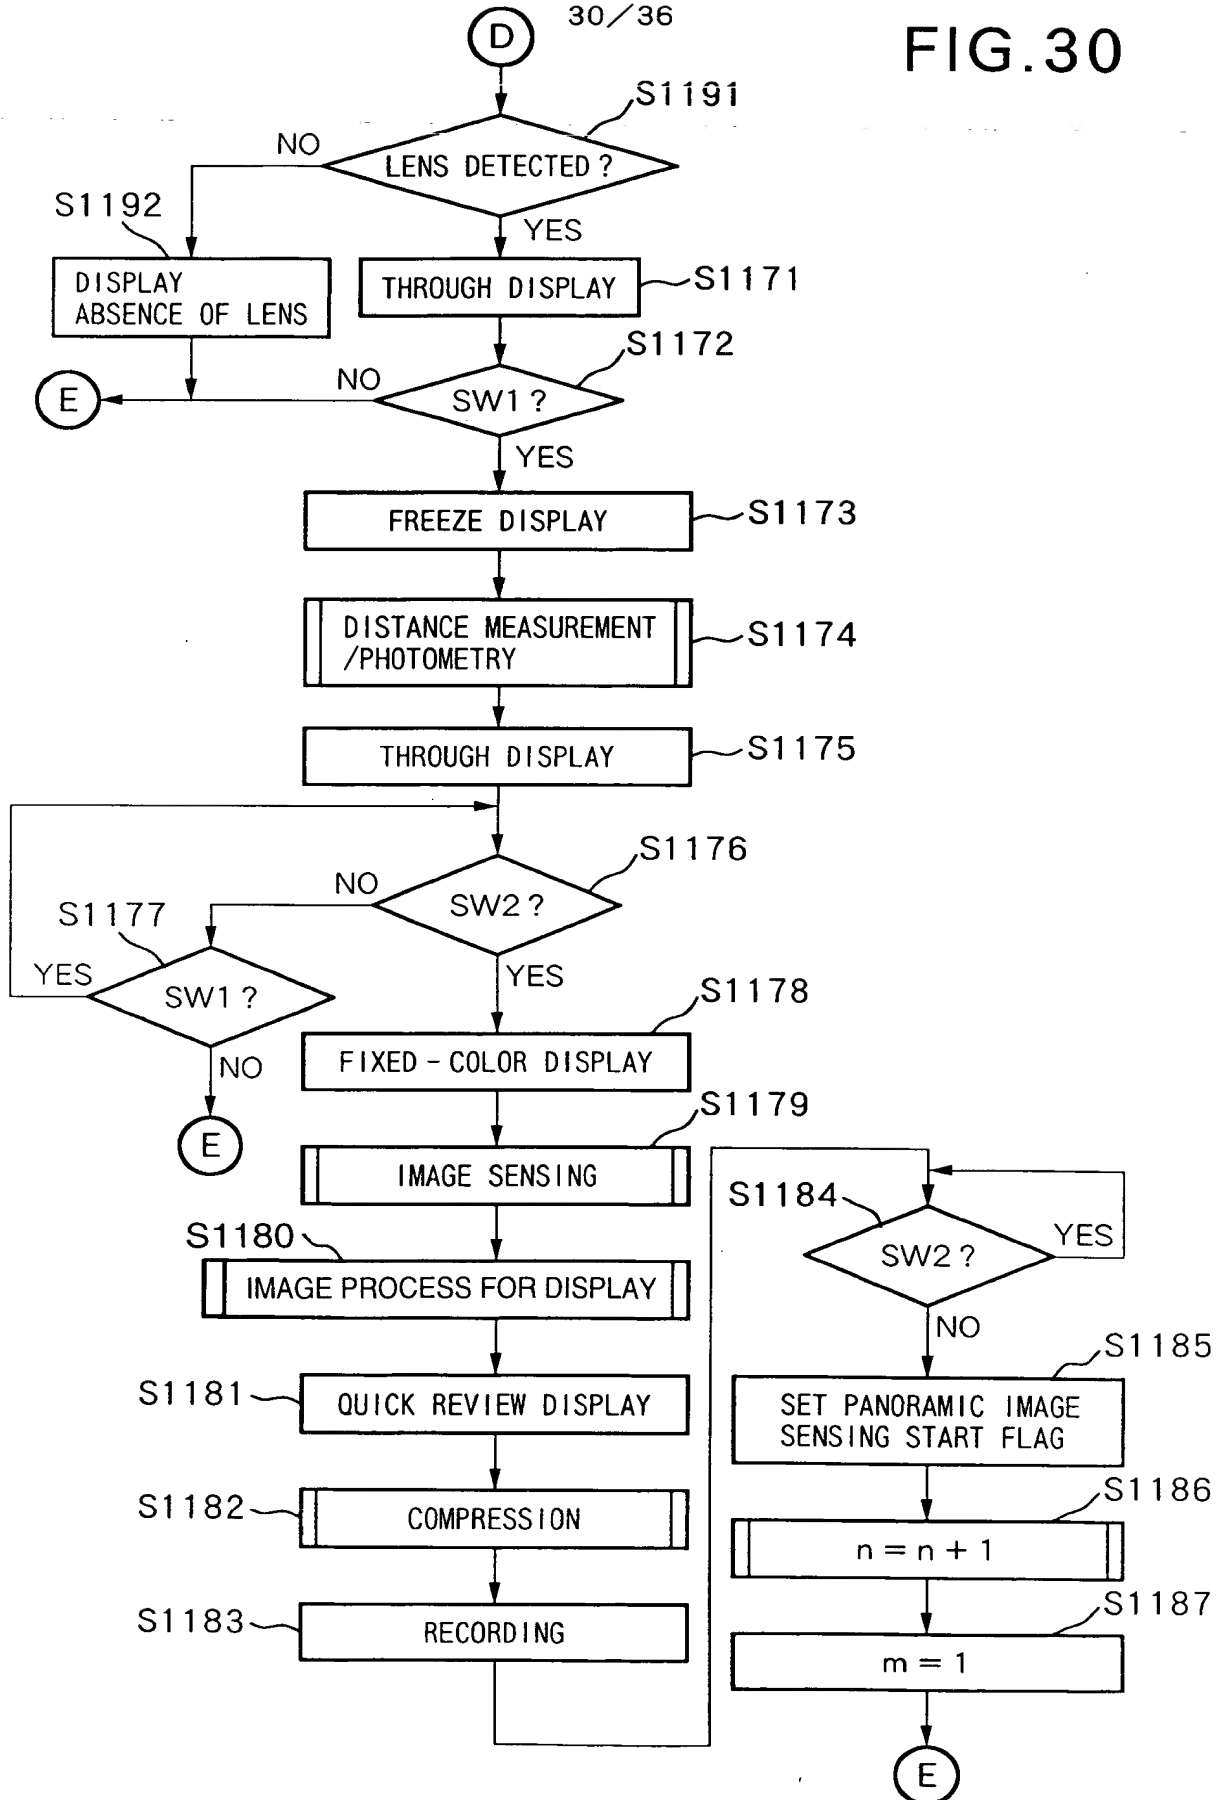 30/36
FIG.30
D
S1191
NO
LENS DETECTED?
S1192
YES
DISPLAY
ABSENCE OF LENS
THROUGH DISPLAY
S1171
S1172
NO
E
SW1?
YES
FREEZE DISPLAY
S1173
DISTANCE MEASUREMENT
/PHOTOMETRY
S1174
THROUGH DISPLAY
S1175
S1176
NO
SW2?
S1177
YES
SW1?
YES
NO
E
S1178
FIXED-COLOR DISPLAY
S1179
IMAGE SENSING
S1180
IMAGE PROCESS FOR DISPLAY
S1181
QUICK REVIEW DISPLAY
S1182
COMPRESSION
S1183
RECORDING
S1184
SW2?
YES
NO
S1185
SET PANORAMIC IMAGE
SENSING START FLAG
S1186
n = n + 1
S1187
m = 1
E